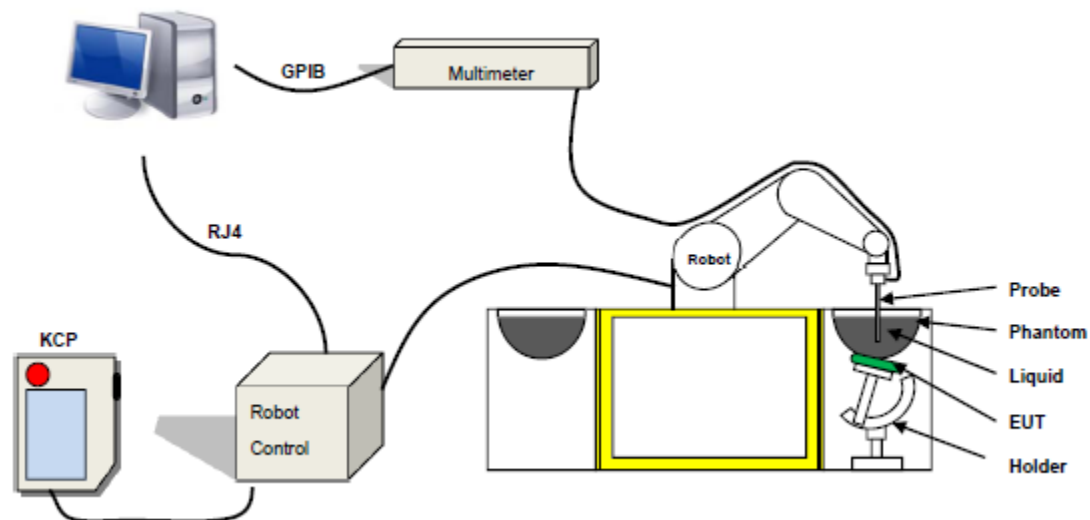 GPIB
Multimeter
RJ4
Robot
Probe
Phantom
KCP
Liquid
Robot
Control
EUT
Holder